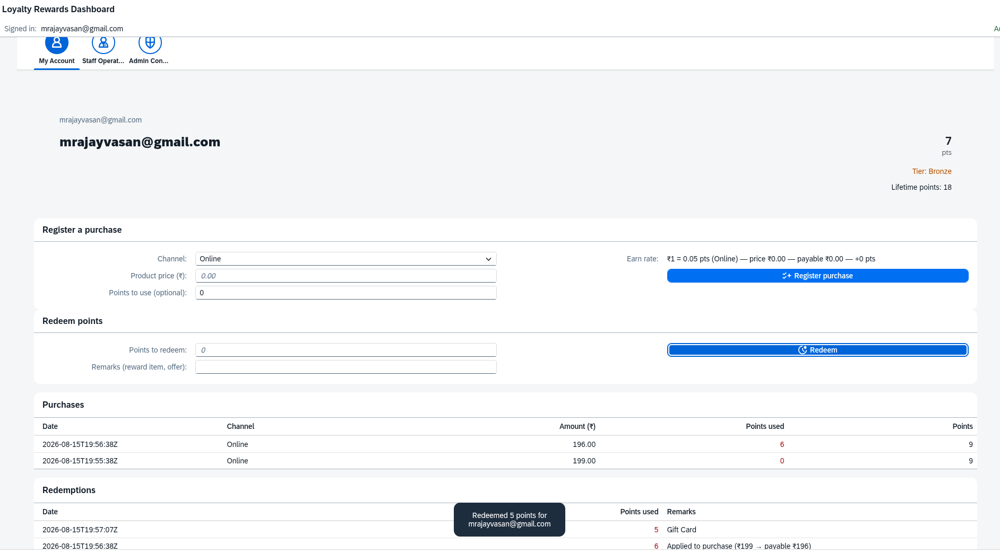 Loyalty Rewards Dashboard
Signed in: mrajayvasan@gmail.com
My Account Staff Operat... Admin Con...
mrajayvasan@gmail.com
mrajayvasan@gmail.com
7
pts
Tier: Bronze
Lifetime points: 18
Register a purchase
Channel: Online
Earn rate: ₹1 = 0.05 pts (Online) — price ₹0.00 — payable ₹0.00 — +0 pts
Product price (₹): 0.00
Register purchase
Points to use (optional): 0
Redeem points
Points to redeem: 0
Redeem
Remarks (reward item, offer):
Purchases
Date Channel Amount (₹) Points used Points
2026-08-15T19:56:38Z Online 196.00 6 9
2026-08-15T19:55:38Z Online 199.00 0 9
Redemptions
Date Points used Remarks
2026-08-15T19:57:07Z 5 Gift Card
2026-08-15T19:56:38Z 6 Applied to purchase (₹199 → payable ₹196)
Redeemed 5 points for
mrajayvasan@gmail.com